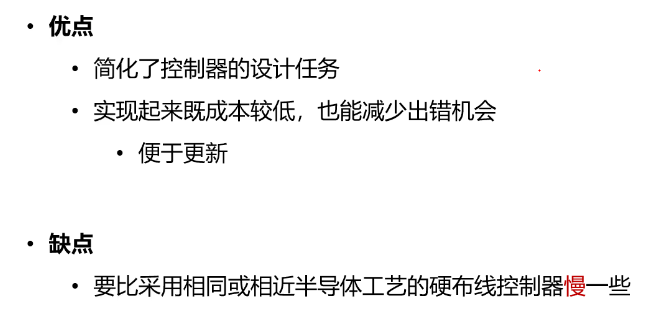 • 优点
• 简化了控制器的设计任务
• 实现起来既成本较低，也能减少出错机会
• 便于更新
• 缺点
• 要比采用相同或相近半导体工艺的硬布线控制器慢一些